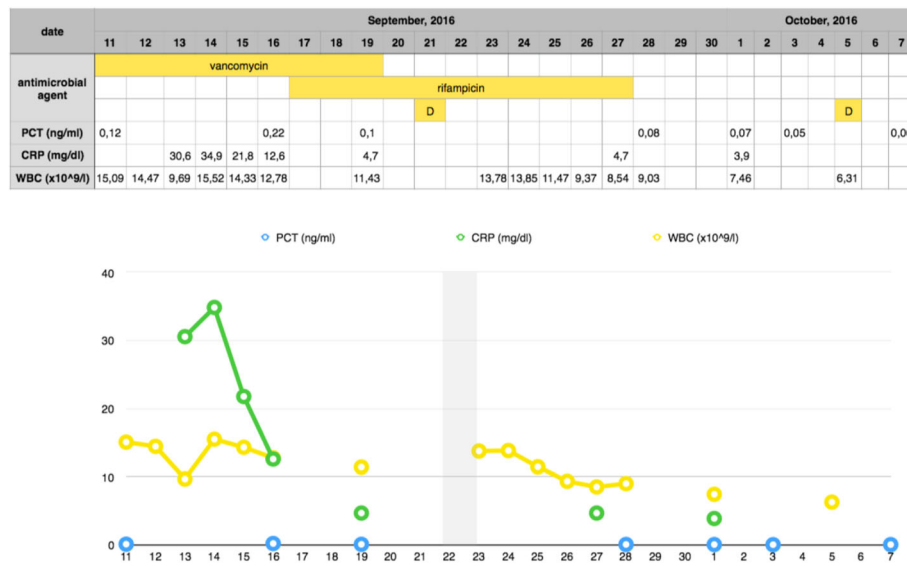 date September, 2016 October, 2016
11 12 13 14 15 16 17 18 19 20 21 22 23 24 25 26 27 28 29 30 1 2 3 4 5 6 7
antimicrobial agent
vancomycin
rifampicin
D D
PCT (ng/ml) 0,12 0,22 0,1 0,08 0,07 0,05
CRP (mg/dl) 30,6 34,9 21,8 12,6 4,7 4,7 3,9
WBC (x10^9/l) 15,09 14,47 9,69 15,52 14,33 12,78 11,43 13,78 13,85 11,47 9,37 8,54 9,03 7,46 6,31
PCT (ng/ml) CRP (mg/dl) WBC (x10^9/l)
40
30
20
10
0
11 12 13 14 15 16 17 18 19 20 21 22 23 24 25 26 27 28 29 30 1 2 3 4 5 6 7